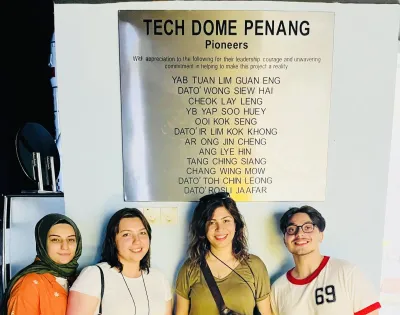 TECH DOME PENANG
Pioneers
With appreciation to the following for their leadership courage and unwavering
commitment in helping to make this project a reality
YAB TUAN LIM GUAN ENG
DATO' WONG SIEW HAI
CHEOK LAY LENG
YB YAP SOO HUEY
OOI KOK SENG
DATO' IR LIM KOK KHONG
AR ONG JIN CHENG
ANG LYE HIN
TANG CHING SIANG
CHANG WING MOW
DATO' TOH CHIN LEONG
DATO' ROSLI JAAFAR
69